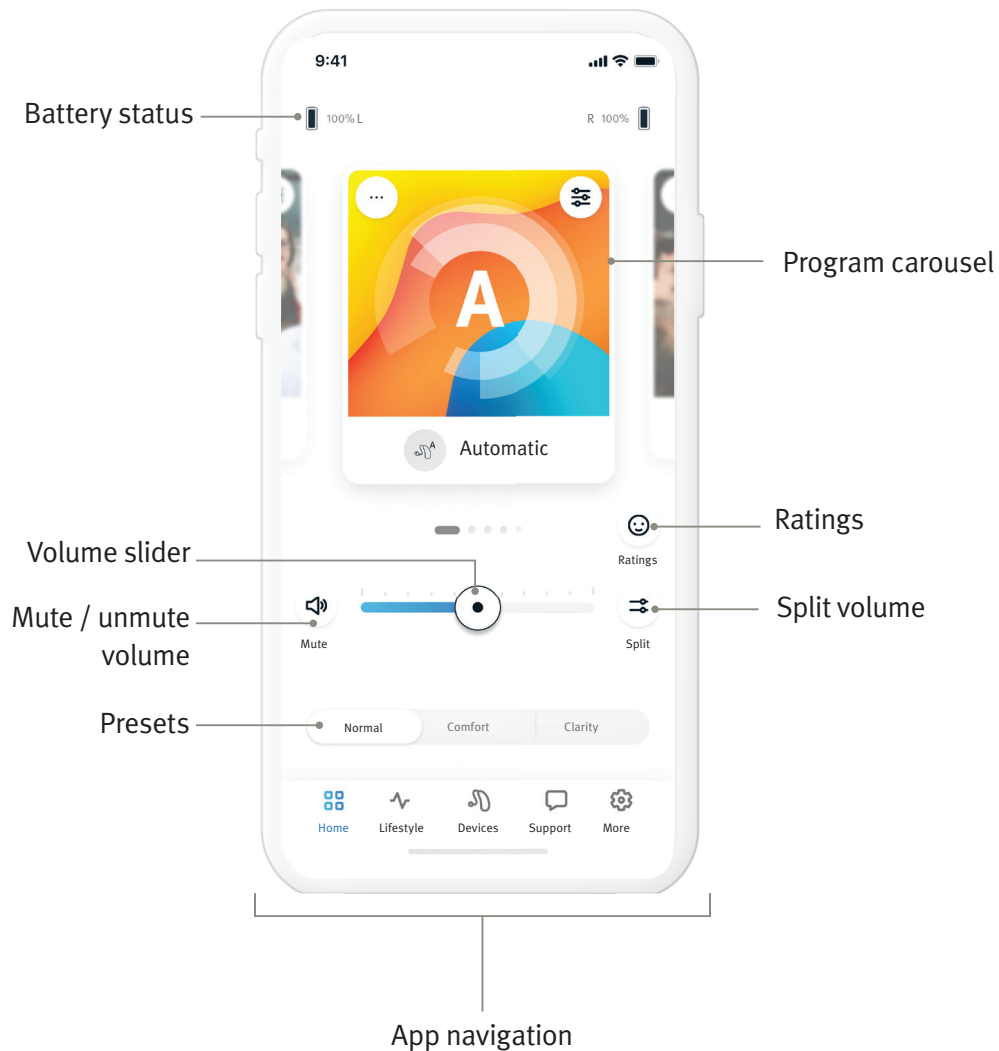 9:41
Battery status
100% L
R 100%
A
Program carousel
A
Automatic
Ratings
Ratings
Volume slider
Mute / unmute
volume
Mute
Split volume
Split
Presets
Normal
Comfort
Clarity
Home
Lifestyle
Devices
Support
More
App navigation